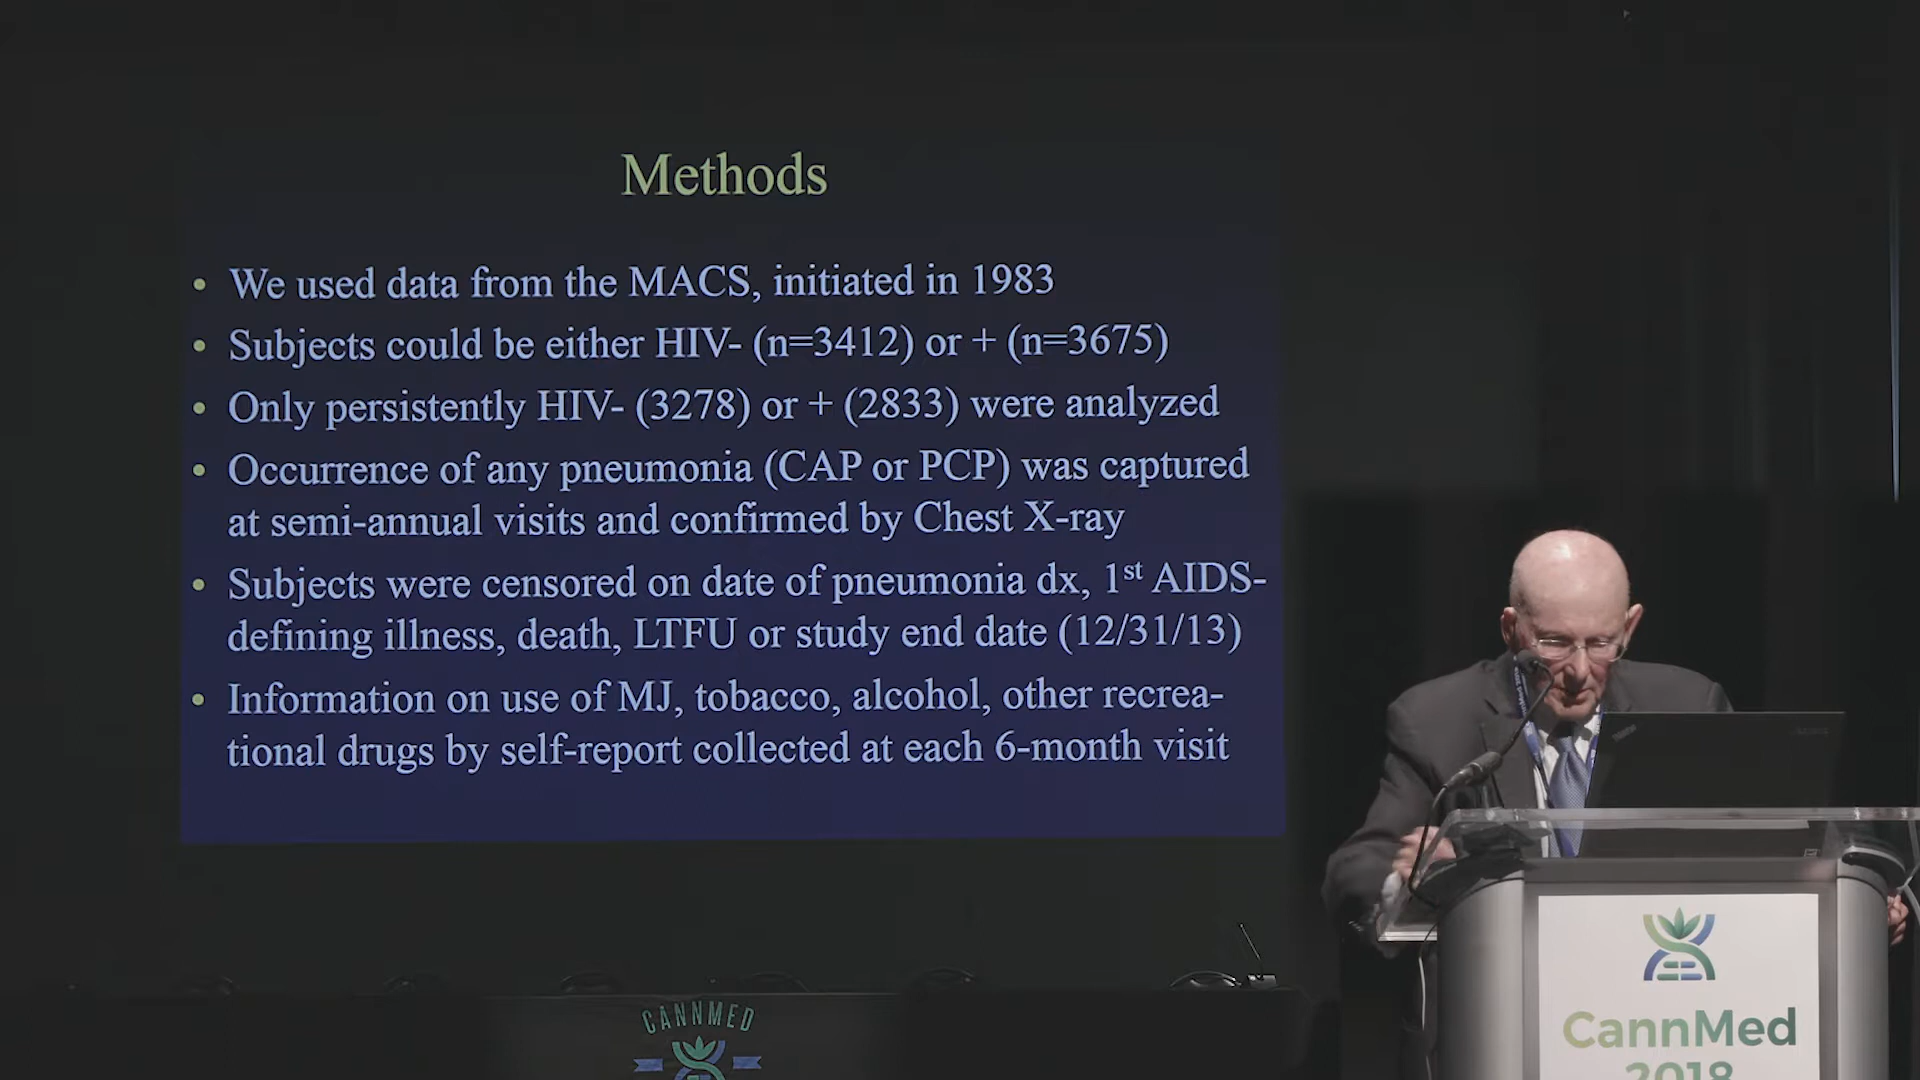 Methods
• We used data from the MACS, initiated in 1983
• Subjects could be either HIV- (n=3412) or + (n=3675)
• Only persistently HIV- (3278) or + (2833) were analyzed
• Occurrence of any pneumonia (CAP or PCP) was captured
at semi-annual visits and confirmed by Chest X-ray
• Subjects were censored on date of pneumonia dx, 1st AIDS-
defining illness, death, LTFU or study end date (12/31/13)
• Information on use of MJ, tobacco, alcohol, other recrea-
tional drugs by self-report collected at each 6-month visit
CANNMED
CannMed
2018